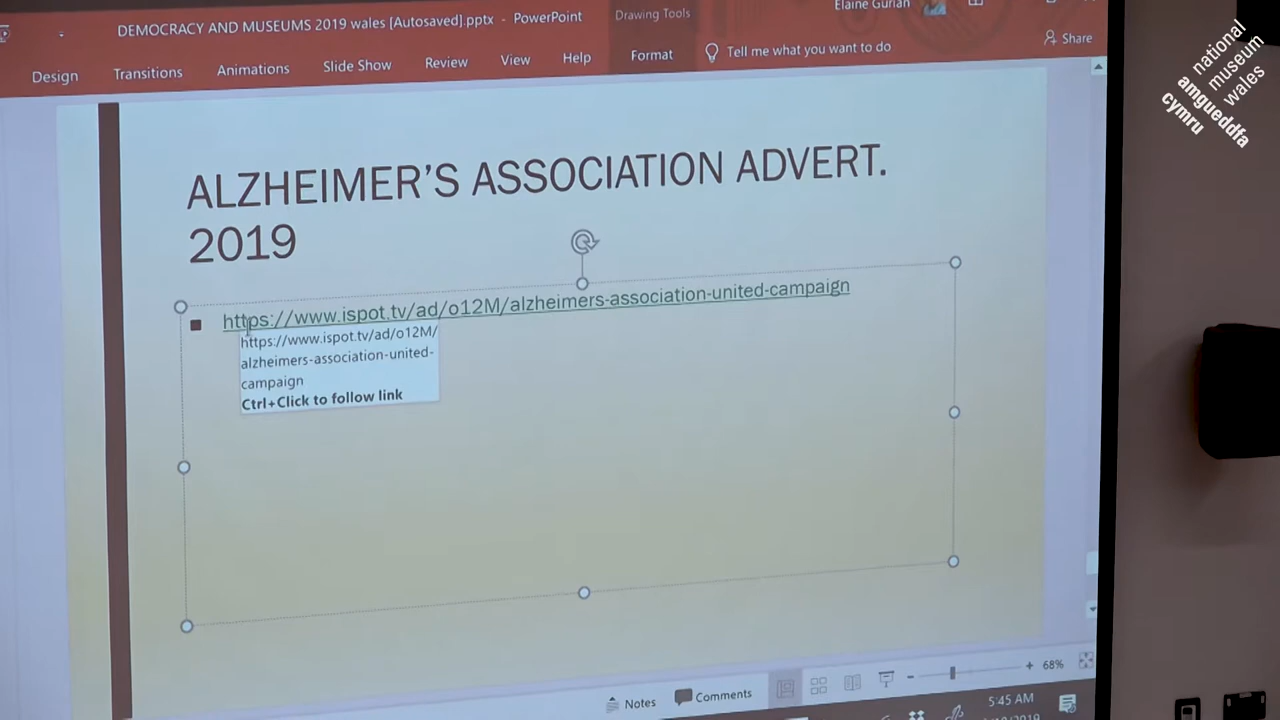 DEMOCRACY AND MUSEUMS 2019 wales [Autosaved].pptx - PowerPoint
Drawing Tools
Elaine Gurian
Design Transitions Animations Slide Show Review View Help Format Tell me what you want to do Share
national
museum
wales
amgueddfa
cymru
ALZHEIMER'S ASSOCIATION ADVERT.
2019
https://www.ispot.tv/ad/o12M/alzheimers-association-united-campaign
https://www.ispot.tv/ad/o12M/
alzheimers-association-united-
campaign
Ctrl+Click to follow link
Notes Comments 68%
5:45 AM